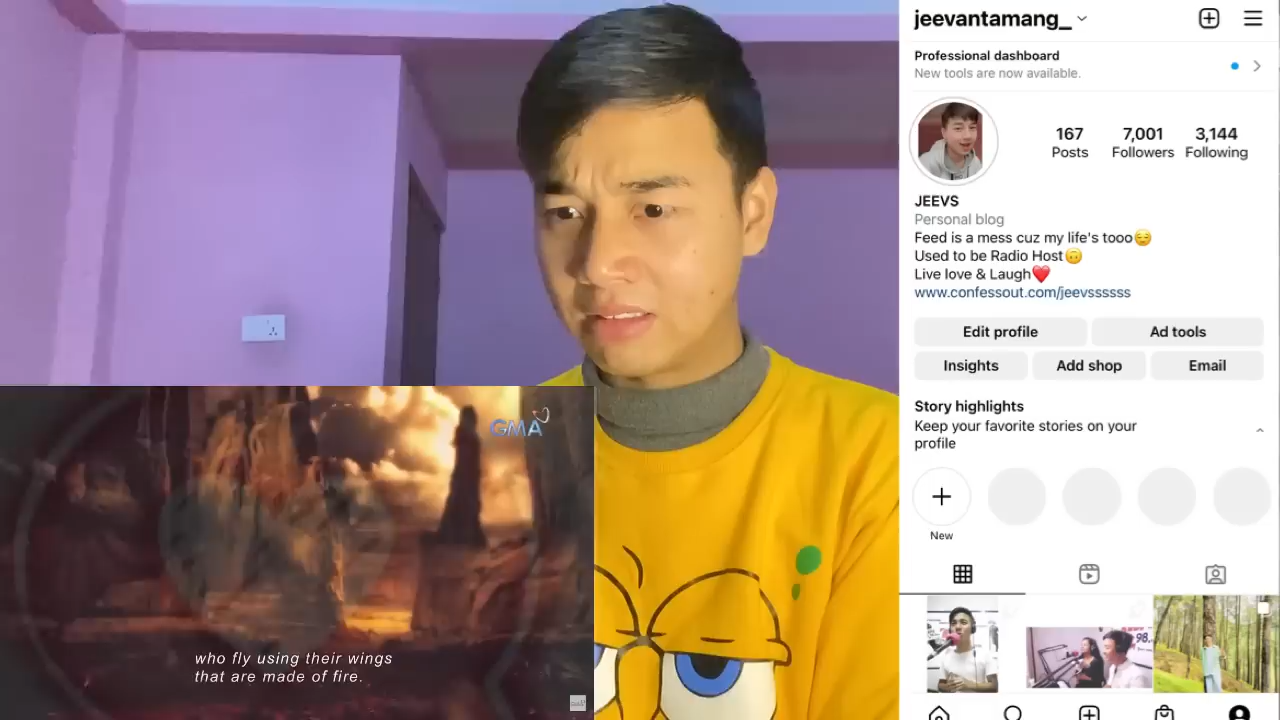 jeevantamang_
Professional dashboard
New tools are now available.
167
7,001
3,144
Posts
Followers
Following
JEEVS
Personal blog
Feed is a mess cuz my life's tooo😌
Used to be Radio Host🙃
Live love & Laugh❤️
www.confessout.com/jeevssssss
Edit profile
Ad tools
Insights
Add shop
Email
Story highlights
Keep your favorite stories on your
profile
New
98.
GMA
who fly using their wings
that are made of fire.